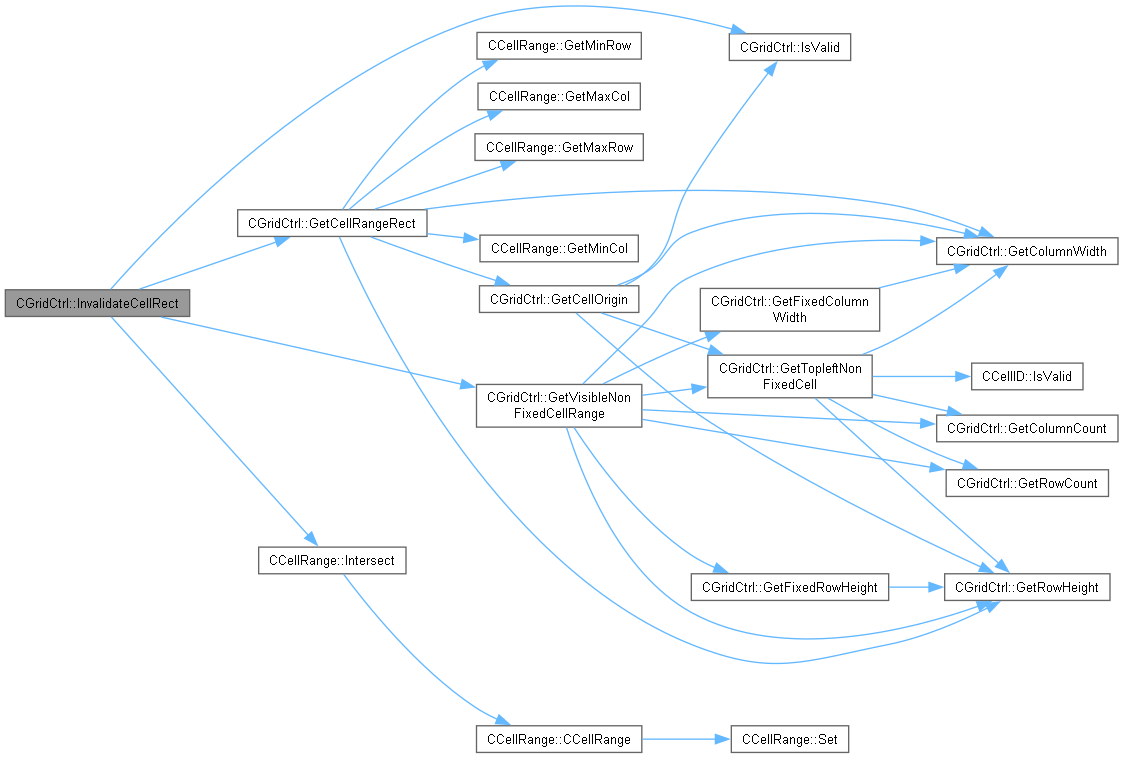 CGridCtrl::InvalidateCellRect
CGridCtrl::GetCellRangeRect
CCellRange::GetMinRow
CCellRange::GetMaxCol
CCellRange::GetMaxRow
CCellRange::GetMinCol
CGridCtrl::GetCellOrigin
CGridCtrl::IsValid
CGridCtrl::GetColumnWidth
CGridCtrl::GetFixedColumn
Width
CGridCtrl::GetTopleftNon
FixedCell
CCellID::IsValid
CGridCtrl::GetVisibleNon
FixedCellRange
CGridCtrl::GetColumnCount
CGridCtrl::GetRowCount
CCellRange::Intersect
CGridCtrl::GetFixedRowHeight
CGridCtrl::GetRowHeight
CCellRange::CCellRange
CCellRange::Set